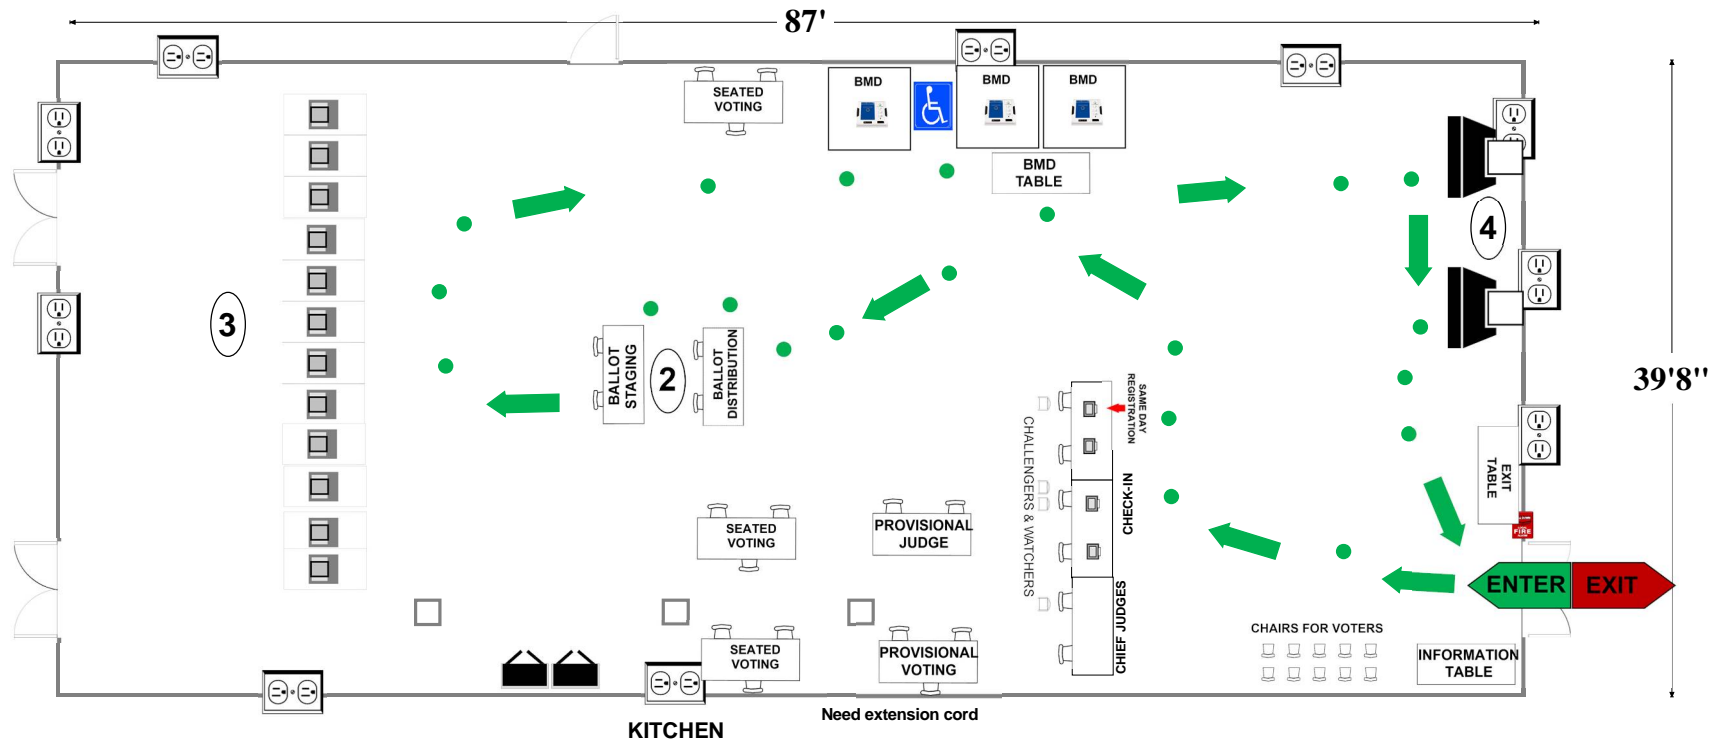 87'
BMD
BMD
BMD
SEATED
VOTING
BMD
TABLE
4
3
39'8"
BALLOT
STAGING
2
BALLOT
DISTRIBUTION
SAME DAY
REGISTRATION
CHALLENGERS & WATCHERS
CHECK-IN
EXIT
TABLE
SEATED
VOTING
PROVISIONAL
JUDGE
FIRE
ENTER
EXIT
CHIEF JUDGES
CHAIRS FOR VOTERS
SEATED
VOTING
PROVISIONAL
VOTING
INFORMATION
TABLE
Need extension cord
KITCHEN